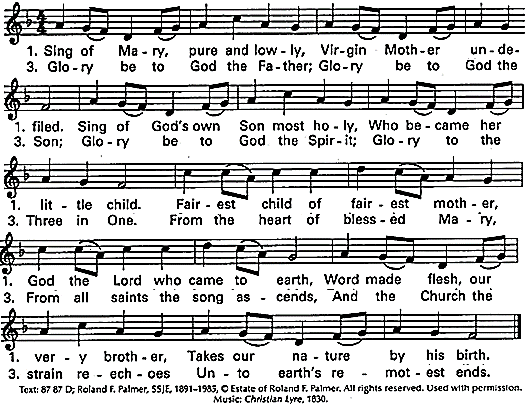 1. Sing of Ma - ry, pure and low - ly, Vir - gin Moth - er un - de-
3. Glo - ry be to God the Fa - ther; Glo - ry be to God the
1. filed. Sing of God's own Son most ho - ly, Who be - came her
3. Son; Glo - ry be to God the Spir - it; Glo - ry to the
1. lit - tle child. Fair - est child of fair - est moth - er,
3. Three in One. From the heart of bless - ed Ma - ry,
1. God the Lord who came to earth, Word made flesh, our
3. From all saints the song as - cends, And the Church the
1. ver - y broth - er, Takes our na - ture by his birth.
3. strain re - ech - oes Un - to earth's re - mot - est ends.
Text: 87 87 D; Roland F. Palmer, SSJE, 1891-1985, © Estate of Roland F. Palmer. All rights reserved. Used with permission.
Music: Christian Lyre, 1830.